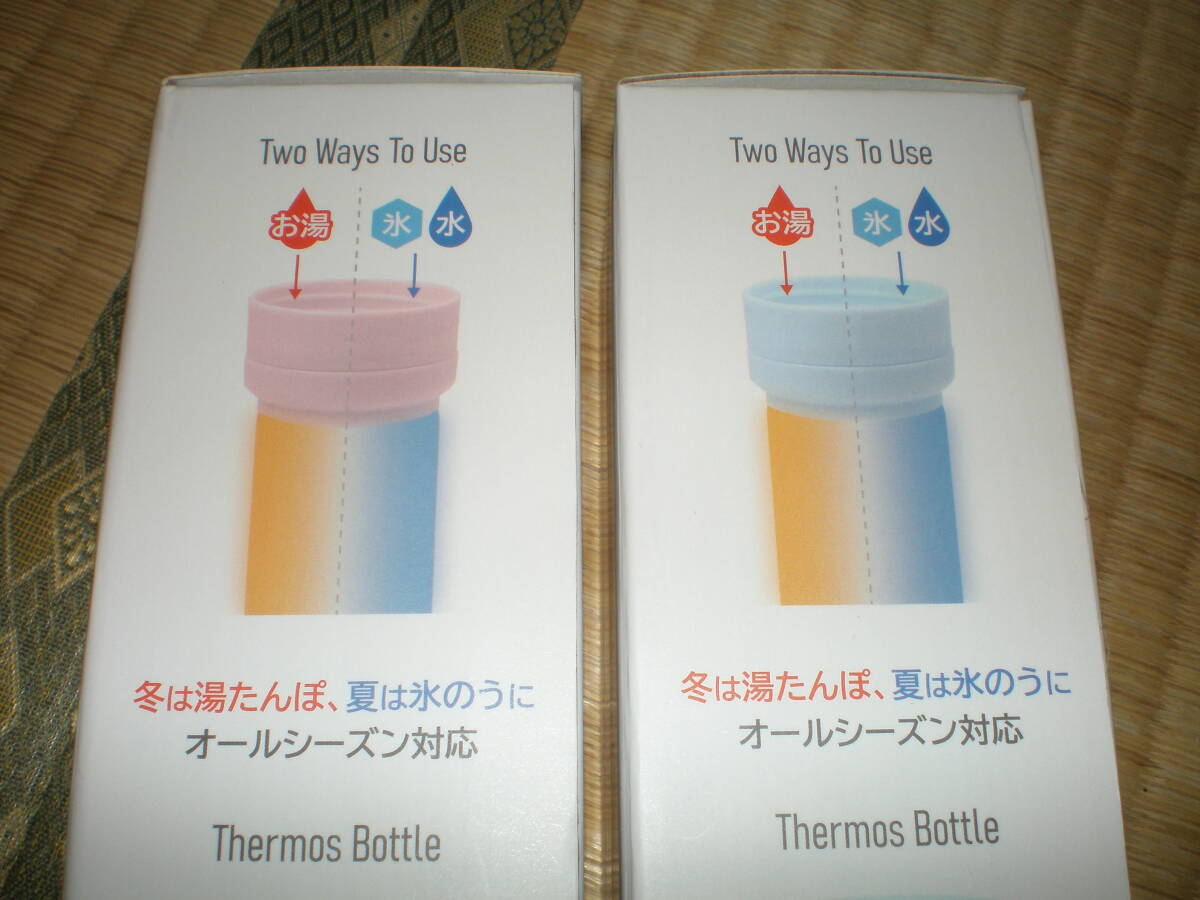 Two Ways To Use
お湯 氷 水
冬は湯たんぽ、夏は氷のうに
オールシーズン対応
Thermos Bottle
Two Ways To Use
お湯 氷 水
冬は湯たんぽ、夏は氷のうに
オールシーズン対応
Thermos Bottle